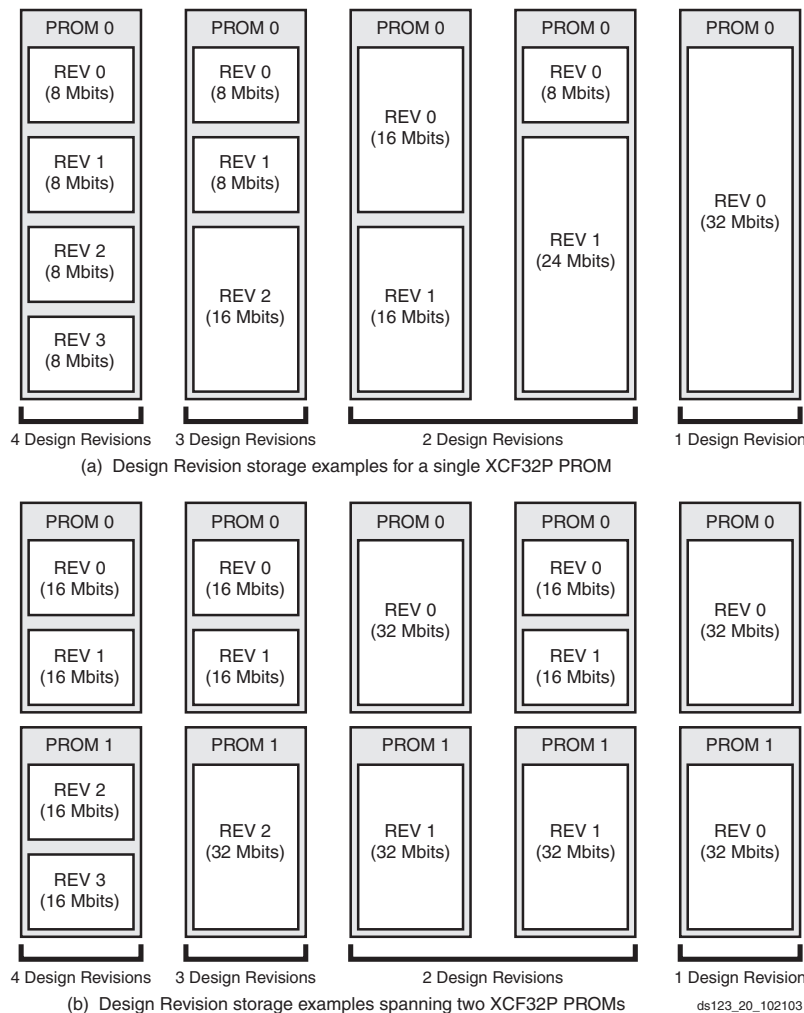 PROM 0
REV 0
(8 Mbits)
REV 1
(8 Mbits)
REV 2
(8 Mbits)
REV 3
(8 Mbits)
PROM 0
REV 0
(8 Mbits)
REV 1
(8 Mbits)
REV 2
(16 Mbits)
PROM 0
REV 0
(16 Mbits)
REV 1
(16 Mbits)
PROM 0
REV 0
(8 Mbits)
REV 1
(24 Mbits)
PROM 0
REV 0
(32 Mbits)
4 Design Revisions
3 Design Revisions
2 Design Revisions
1 Design Revision
(a) Design Revision storage examples for a single XCF32P PROM
PROM 0
REV 0
(16 Mbits)
REV 1
(16 Mbits)
PROM 0
REV 0
(16 Mbits)
REV 1
(16 Mbits)
PROM 0
REV 0
(32 Mbits)
PROM 0
REV 0
(16 Mbits)
REV 1
(16 Mbits)
PROM 0
REV 0
(32 Mbits)
PROM 1
REV 2
(16 Mbits)
REV 3
(16 Mbits)
PROM 1
REV 2
(32 Mbits)
PROM 1
REV 1
(32 Mbits)
PROM 1
REV 1
(32 Mbits)
PROM 1
REV 0
(32 Mbits)
4 Design Revisions
3 Design Revisions
2 Design Revisions
1 Design Revision
(b) Design Revision storage examples spanning two XCF32P PROMs
ds123_20_102103